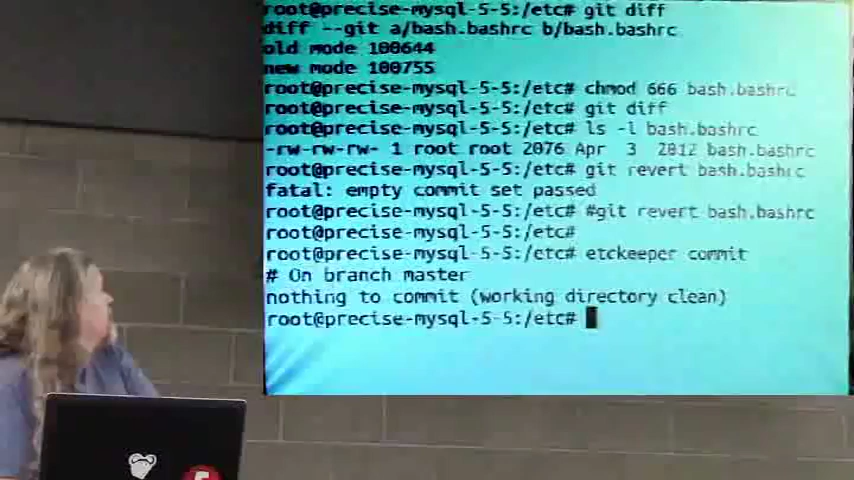 root@precise-mysql-5-5:/etc# git diff
diff --git a/bash.bashrc b/bash.bashrc
old mode 100644
new mode 100755
root@precise-mysql-5-5:/etc# chmod 666 bash.bashrc
root@precise-mysql-5-5:/etc# git diff
root@precise-mysql-5-5:/etc# ls -l bash.bashrc
-rw-rw-rw- 1 root root 2076 Apr  3  2012 bash.bashrc
root@precise-mysql-5-5:/etc# git revert bash.bashrc
fatal: empty commit set passed
root@precise-mysql-5-5:/etc# #git revert bash.bashrc
root@precise-mysql-5-5:/etc#
root@precise-mysql-5-5:/etc# etckeeper commit
# On branch master
nothing to commit (working directory clean)
root@precise-mysql-5-5:/etc#